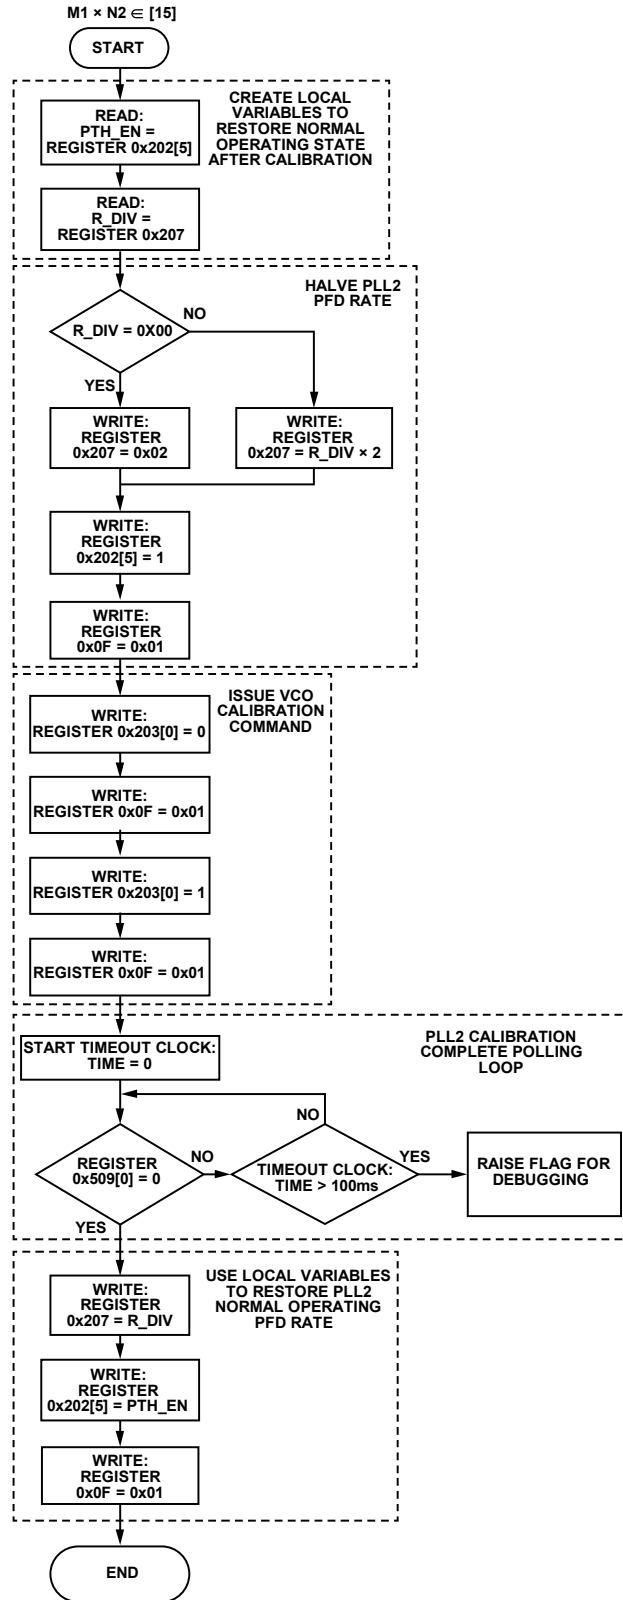 M1 × N2 ∈ [15]
START
READ:
PTH_EN =
REGISTER 0x202[5]
CREATE LOCAL
VARIABLES TO
RESTORE NORMAL
OPERATING STATE
AFTER CALIBRATION
READ:
R_DIV =
REGISTER 0x207
HALVE PLL2
PFD RATE
R_DIV = 0X00
NO
YES
WRITE:
REGISTER
0x207 = 0x02
WRITE:
REGISTER
0x207 = R_DIV × 2
WRITE:
REGISTER
0x202[5] = 1
WRITE:
REGISTER
0x0F = 0x01
ISSUE VCO
CALIBRATION
COMMAND
WRITE:
REGISTER 0x203[0] = 0
WRITE:
REGISTER 0x0F = 0x01
WRITE:
REGISTER 0x203[0] = 1
WRITE:
REGISTER 0x0F = 0x01
PLL2 CALIBRATION
COMPLETE POLLING
LOOP
START TIMEOUT CLOCK:
TIME = 0
NO
REGISTER
0x509[0] = 0
NO
TIMEOUT CLOCK:
TIME > 100ms
YES
RAISE FLAG FOR
DEBUGGING
YES
USE LOCAL VARIABLES
TO RESTORE PLL2
NORMAL OPERATING
PFD RATE
WRITE:
REGISTER
0x207 = R_DIV
WRITE:
REGISTER
0x202[5] = PTH_EN
WRITE:
REGISTER
0x0F = 0x01
END